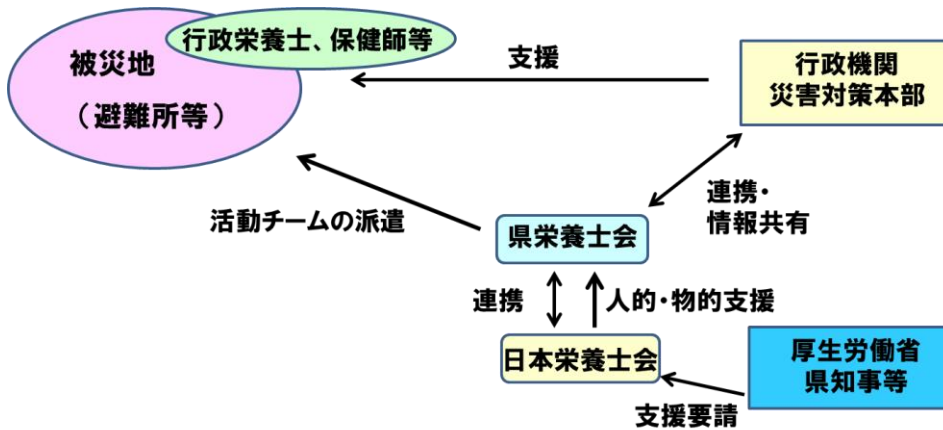 行政栄養士、保健師等
被災地
（避難所等）
支援
行政機関
災害対策本部
連携・
情報共有
活動チームの派遣
県栄養士会
連携
人的・物的支援
日本栄養士会
厚生労働省
県知事等
支援要請